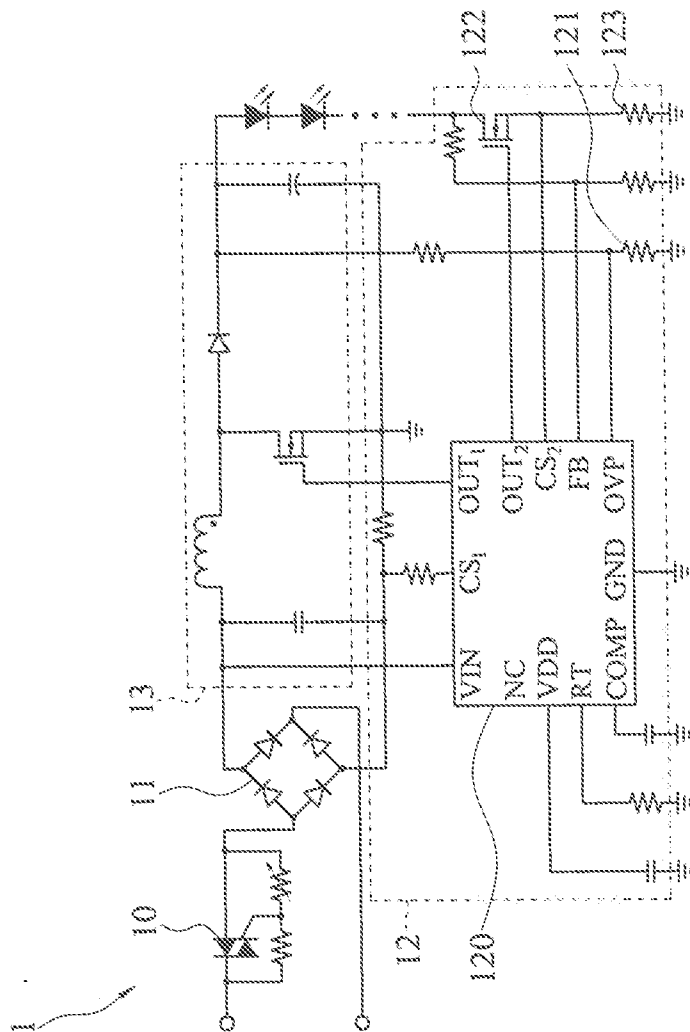 1
10
11
13
12
120
122
121
123
VIN
CS₁
OUT₁
NC
OUT₂
VDD
CS₂
RT
FB
COMP
GND
OVP